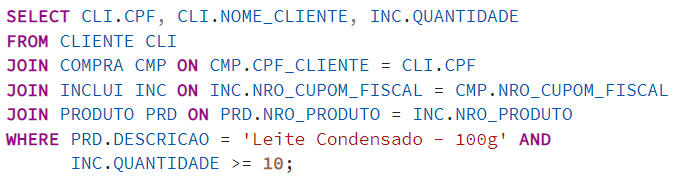 SELECT CLI.CPF, CLI.NOME_CLIENTE, INC.QUANTIDADE
FROM CLIENTE CLI
JOIN COMPRA CMP ON CMP.CPF_CLIENTE = CLI.CPF
JOIN INCLUI INC ON INC.NRO_CUPOM_FISCAL = CMP.NRO_CUPOM_FISCAL
JOIN PRODUTO PRD ON PRD.NRO_PRODUTO = INC.NRO_PRODUTO
WHERE PRD.DESCRICAO = 'Leite Condensado - 100g' AND
      INC.QUANTIDADE >= 10;